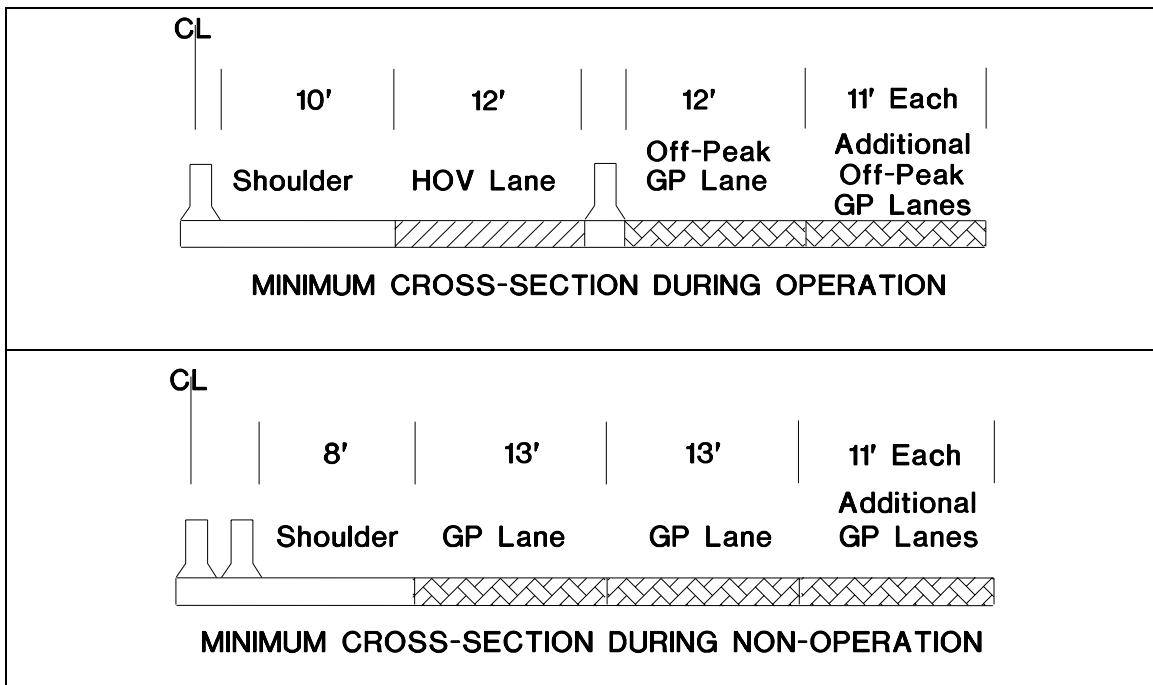 CL
10' 12' 12' 11' Each
Shoulder
HOV Lane
Off-Peak
GP Lane
Additional
Off-Peak
GP Lanes
MINIMUM CROSS-SECTION DURING OPERATION
CL
8' 13' 13' 11' Each
Shoulder
GP Lane
GP Lane
Additional
GP Lanes
MINIMUM CROSS-SECTION DURING NON-OPERATION